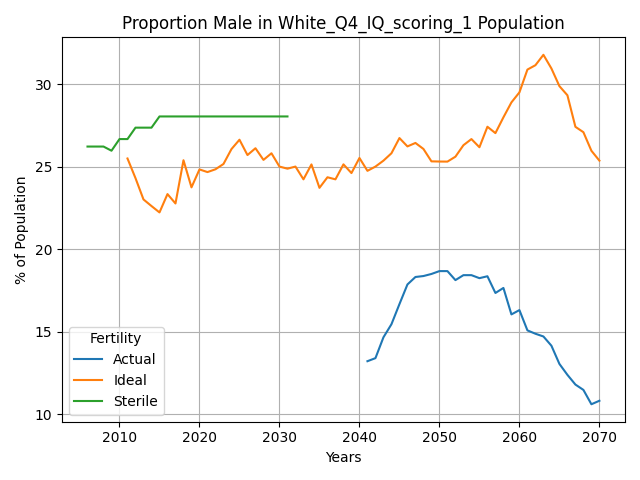 Proportion Male in White_Q4_IQ_scoring_1 Population
% of Population
30
25
20
15
10
Fertility
Actual
Ideal
Sterile
2010 2020 2030 2040 2050 2060 2070
Years